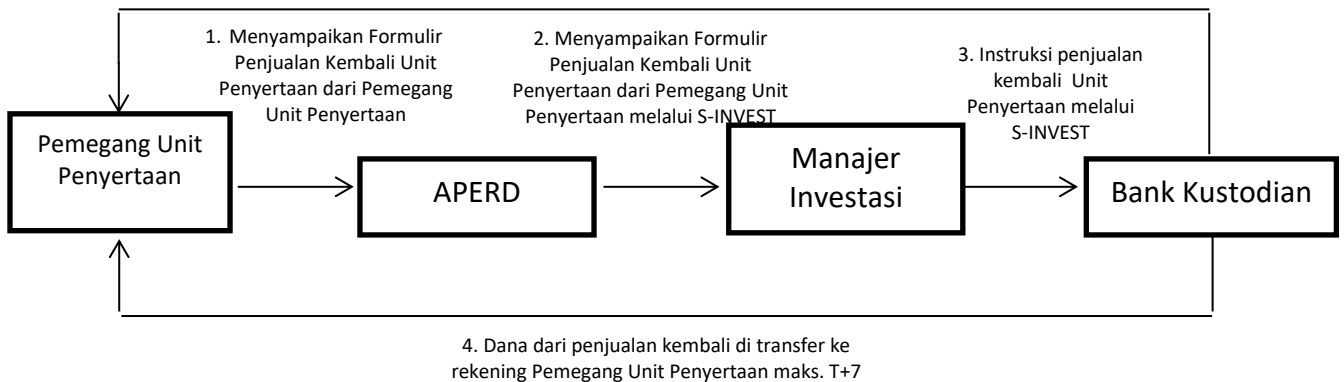 1. Menyampaikan Formulir
Penjualan Kembali Unit
Penyertaan dari Pemegang
Unit Penyertaan
2. Menyampaikan Formulir
Penjualan Kembali Unit
Penyertaan dari Pemegang Unit
Penyertaan melalui S-INVEST
3. Instruksi penjualan
kembali Unit
Penyertaan melalui
S-INVEST
Pemegang Unit
Penyertaan
APERD
Manajer
Investasi
Bank Kustodian
4. Dana dari penjualan kembali di transfer ke
rekening Pemegang Unit Penyertaan maks. T+7